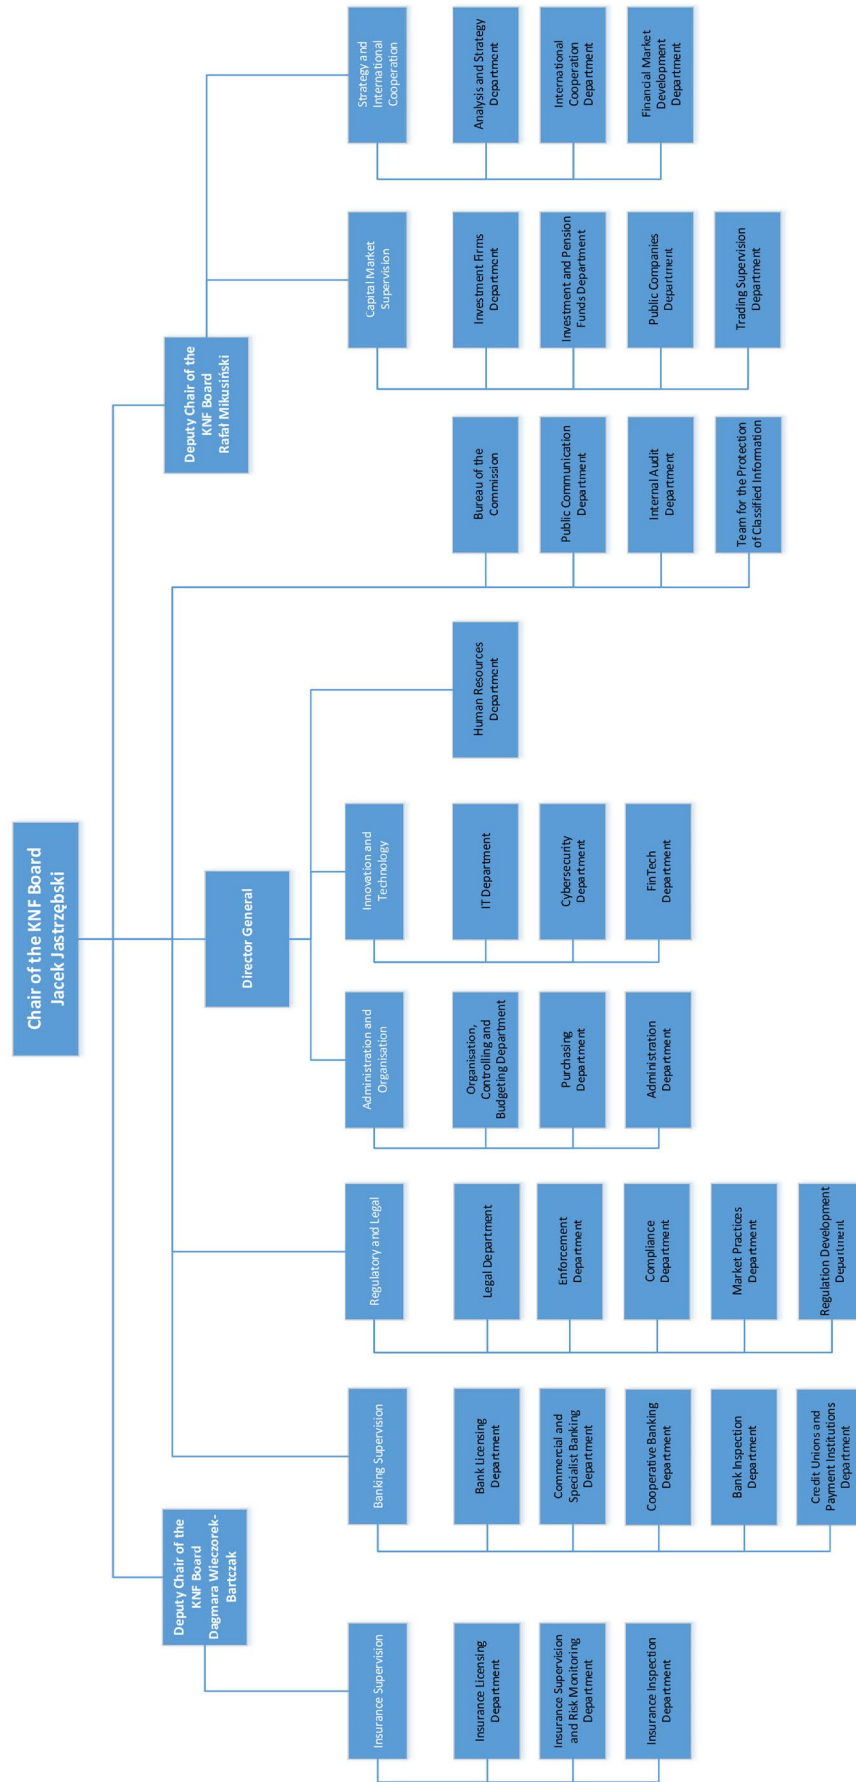 Chair of the KNF Board
Jacek Jastrzębski
Deputy Chair of the
KNF Board
Dagmara Wieczorek-
Bartczak
Deputy Chair of the
KNF Board
Rafał Mikusiński
Director General
Insurance Supervision
Insurance Licensing
Department
Insurance Supervision
and Risk Monitoring
Department
Insurance Inspection
Department
Banking Supervision
Bank Licensing
Department
Commercial and
Specialist Banking
Department
Cooperative Banking
Department
Bank Inspection
Department
Credit Unions and
Payment Institutions
Department
Regulatory and Legal
Legal Department
Enforcement
Department
Compliance
Department
Market Practices
Department
Regulation Development
Department
Administration and
Organisation
Organisation,
Controlling and
Budgeting Department
Purchasing
Department
Administration
Department
Innovation and
Technology
IT Department
Cybersecurity
Department
FinTech
Department
Human Resources
Department
Bureau of the
Commission
Public Communication
Department
Internal Audit
Department
Team for the Protection
of Classified Information
Capital Market
Supervision
Investment Firms
Department
Investment and Pension
Funds Department
Public Companies
Department
Trading Supervision
Department
Strategy and
International
Cooperation
Analysis and Strategy
Department
International
Cooperation
Department
Financial Market
Development
Department